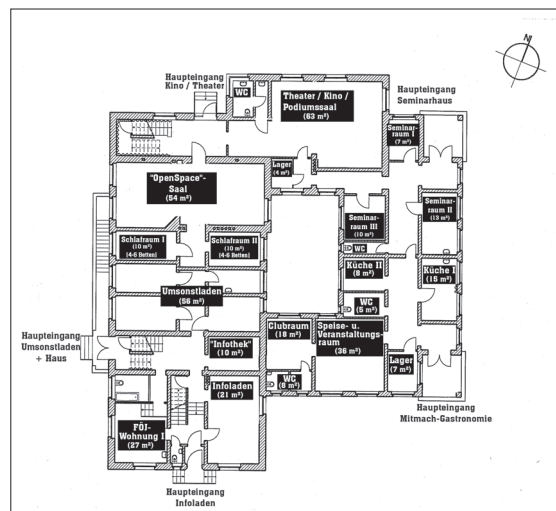 N
Haupteingang
Kino / Theater
WC
Theater / Kino /
Podiumssaal
(63 m²)
Haupteingang
Seminarhaus
Seminar-
raum I
(7 m²)
Lager
(4 m²)
"OpenSpace"-
Saal
(54 m²)
Schlafraum I
(10 m²)
[4-6 Betten]
Schlafraum II
(10 m²)
[4-6 Betten]
Seminar-
raum III
(10 m²)
Seminar-
raum II
(13 m²)
WC
Küche II
(8 m²)
Küche I
(15 m²)
Umsonstladen
(56 m²)
WC
(5 m²)
Haupteingang
Umsonstladen
+ Haus
"Infothek"
(10 m²)
Clubraum
(18 m²)
Speise- u.
Veranstaltungs-
raum
(36 m²)
Lager
(7 m²)
WC
(6 m²)
Infoladen
(21 m²)
Haupteingang
Mitmach-Gastronomie
FÖJ-
Wohnung I
(27 m²)
Haupteingang
Infoladen